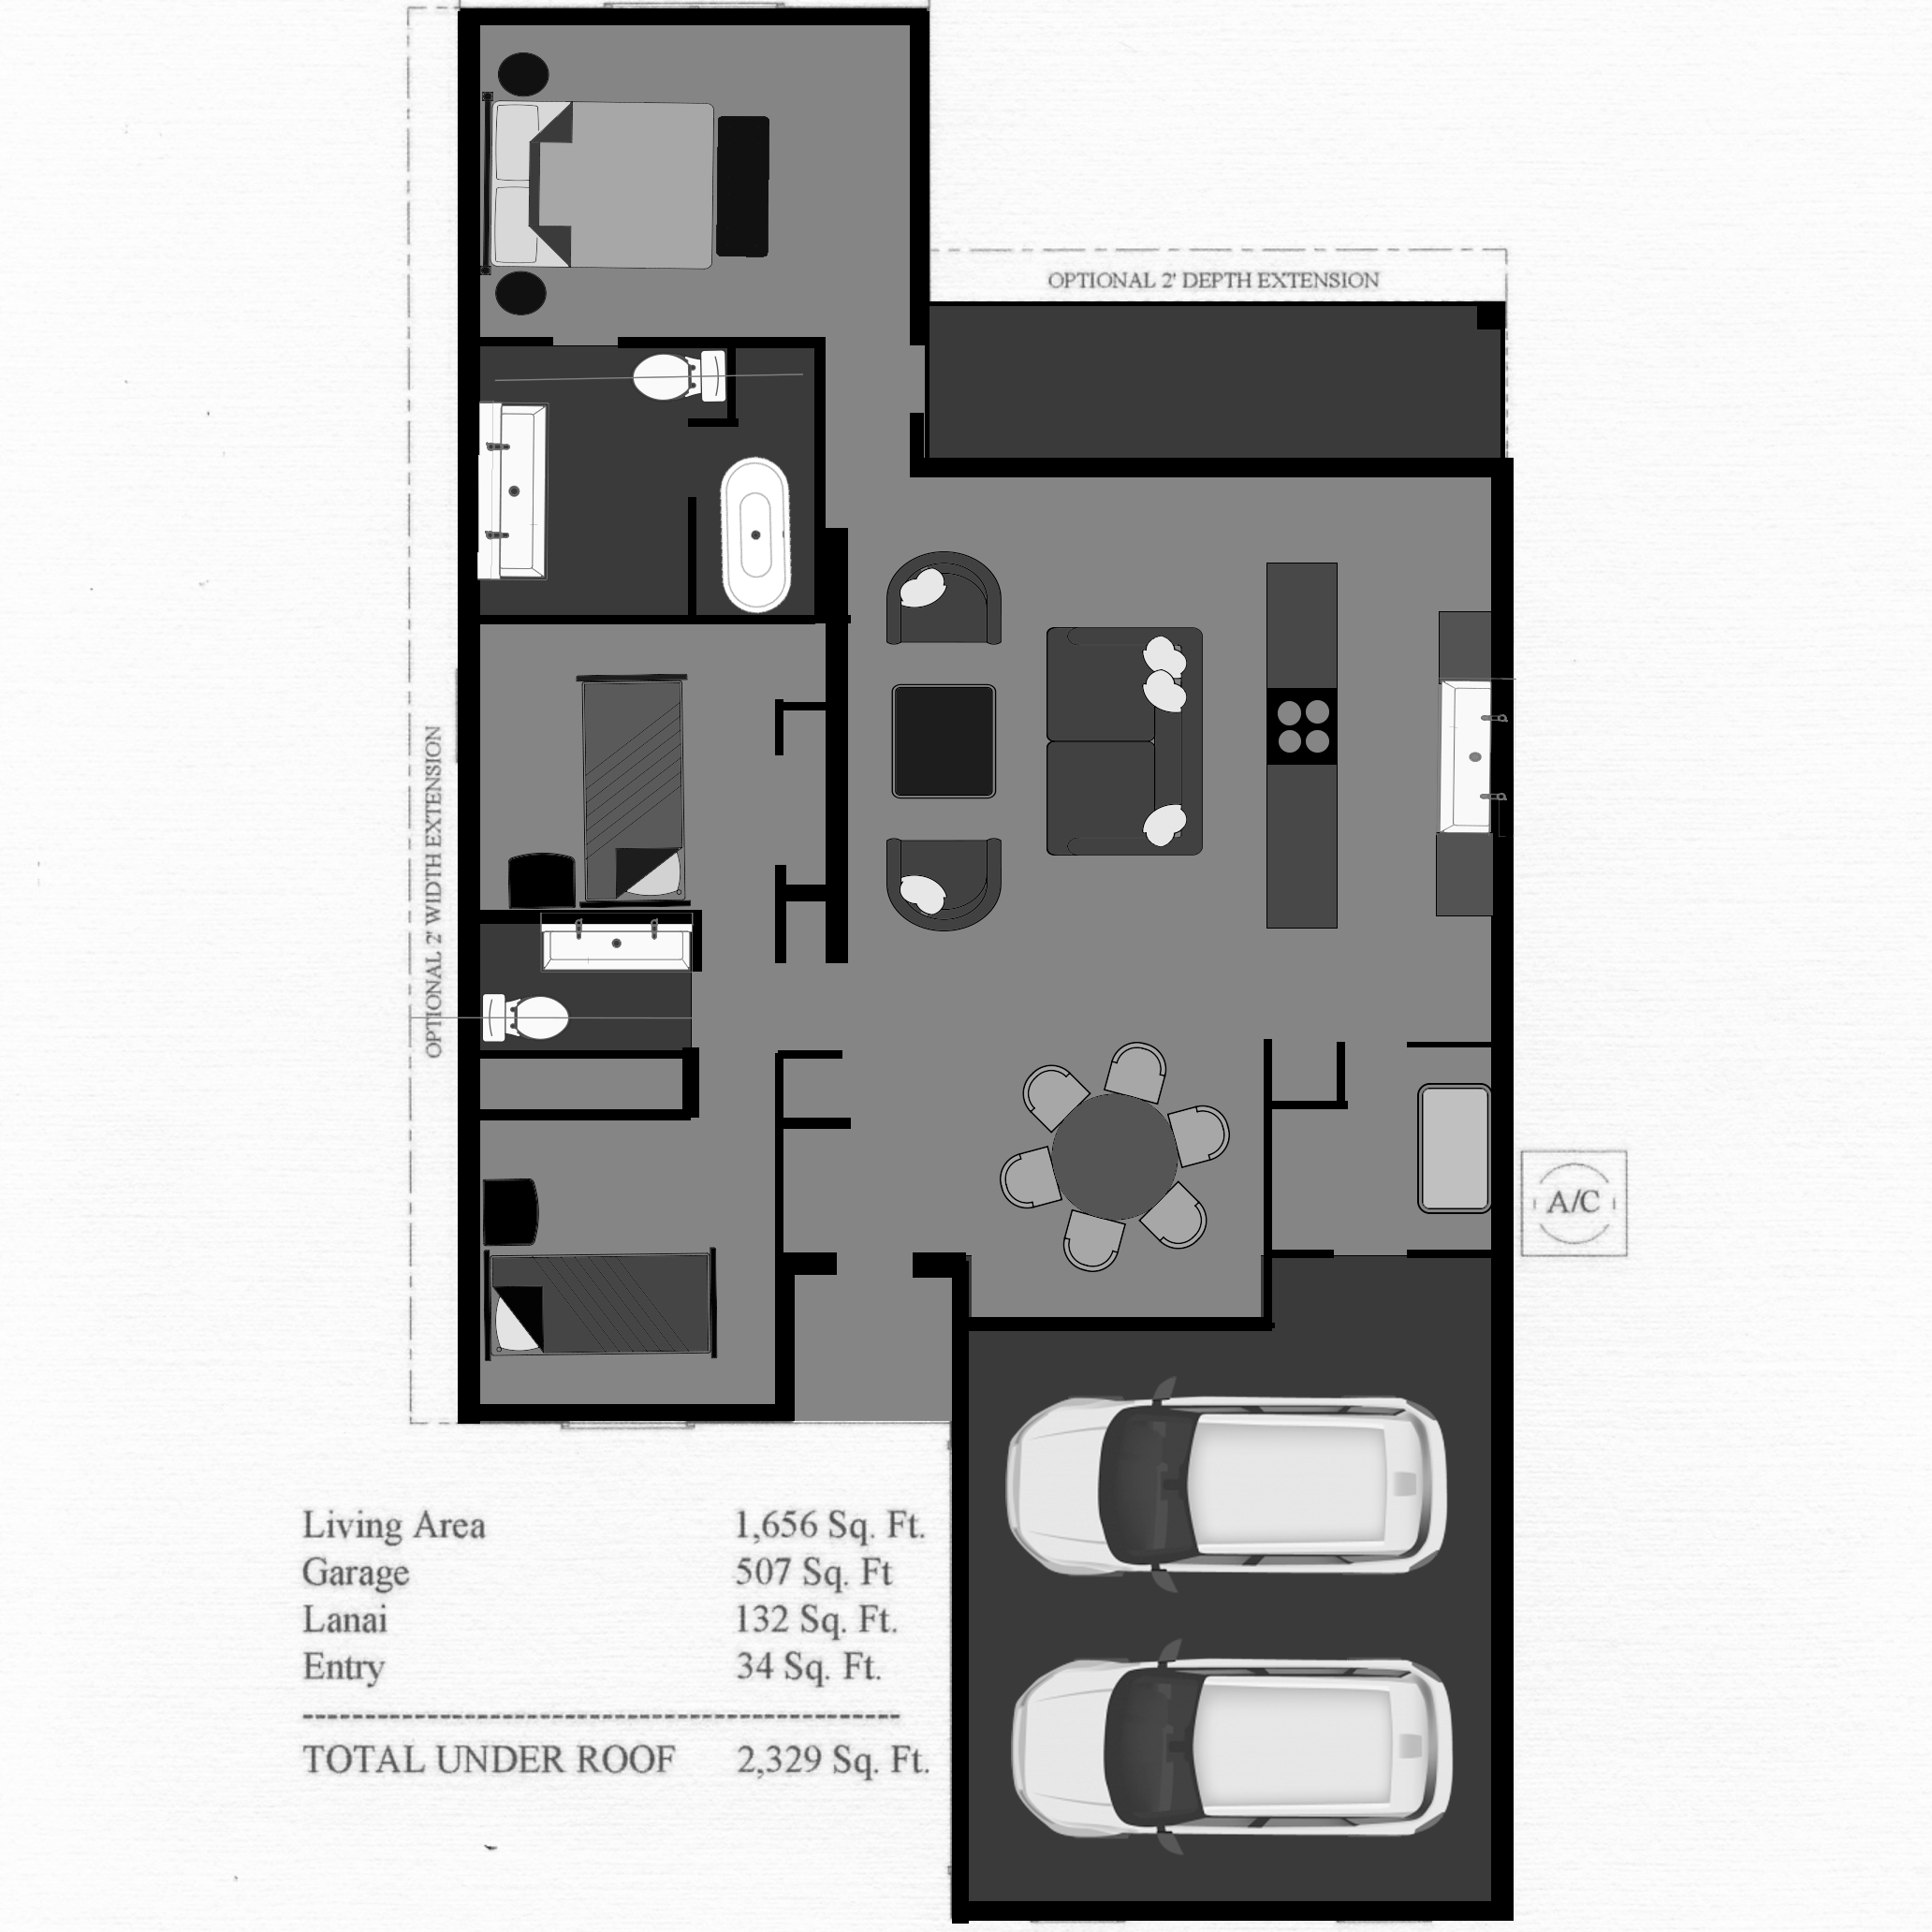 OPTIONAL 2' DEPTH EXTENSION
OPTIONAL 2' WIDTH EXTENSION
A/C
Living Area 1,656 Sq. Ft.
Garage 507 Sq. Ft
Lanai 132 Sq. Ft.
Entry 34 Sq. Ft.
TOTAL UNDER ROOF 2,329 Sq. Ft.